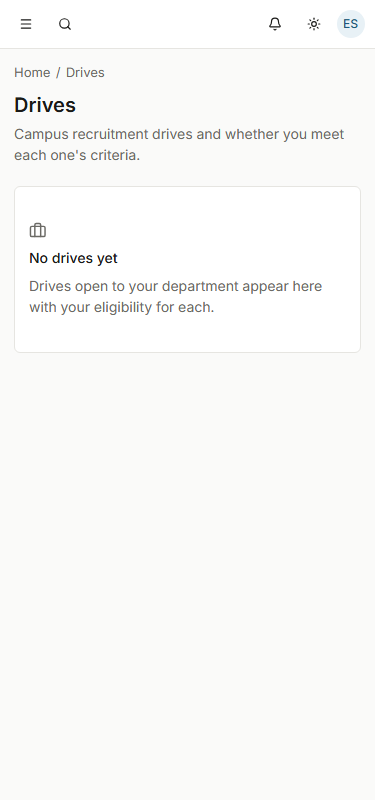 ES
Home / Drives
Drives
Campus recruitment drives and whether you meet
each one's criteria.
No drives yet
Drives open to your department appear here
with your eligibility for each.